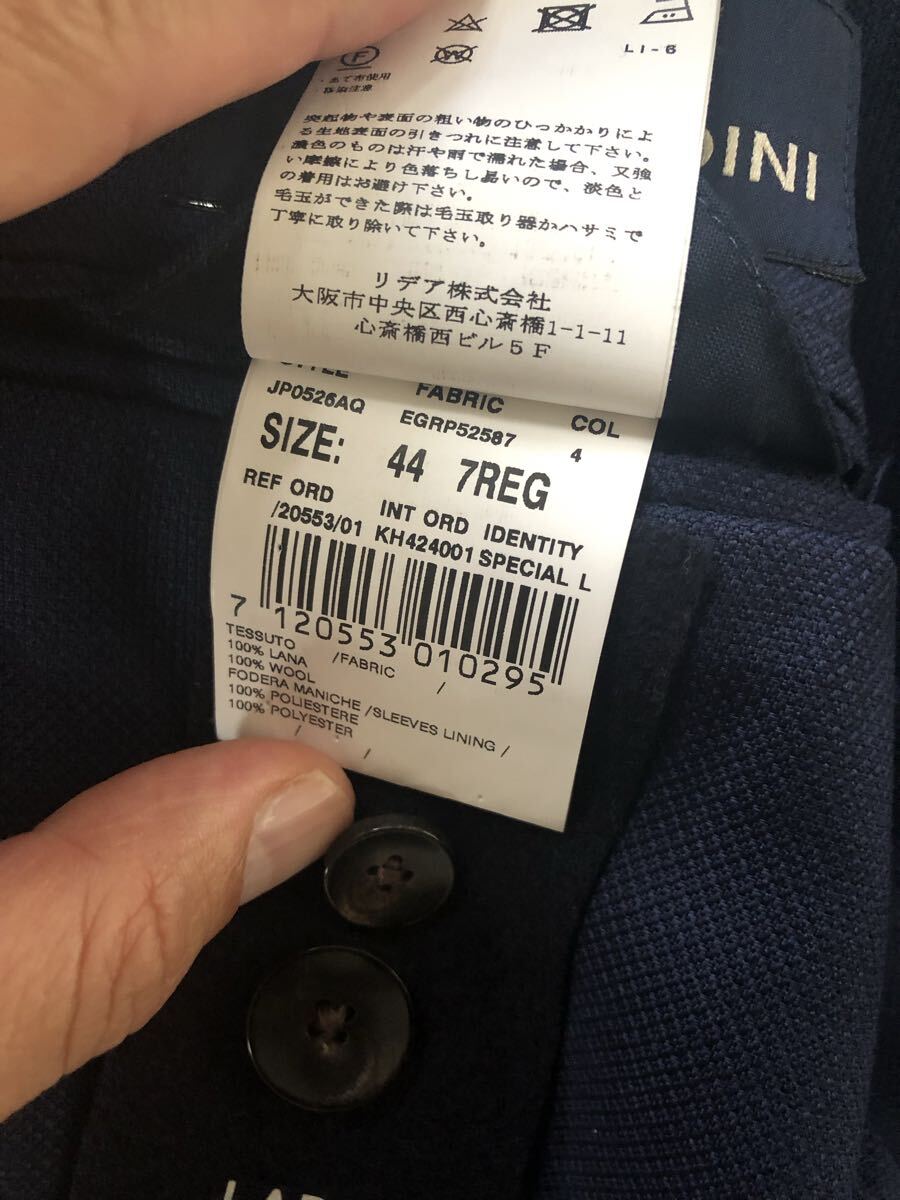 LI-6
F
・あて布使用
突起物や表面の粗い物のひっかかりによ
る生地表面の引きつれに注意して下さい。
濃色のものは汗や雨で濡れた場合、又強
い摩擦により色落ちし易いので、淡色と
の着用はお避け下さい。
毛玉ができた際は毛玉取り器かハサミで
丁寧に取り除いて下さい。
リデア株式会社
大阪市中央区西心斎橋1-1-11
心斎橋西ビル5F
DINI
STYLE FABRIC COL
JP0526AQ EGRP52587 4
SIZE: 44 7REG
REF ORD INT ORD IDENTITY
/20553/01 KH424001 SPECIAL L
7 120553 010295
TESSUTO /FABRIC /
100% LANA
100% WOOL
FODERA MANICHE /SLEEVES LINING /
100% POLIESTERE
100% POLYESTER
/ /